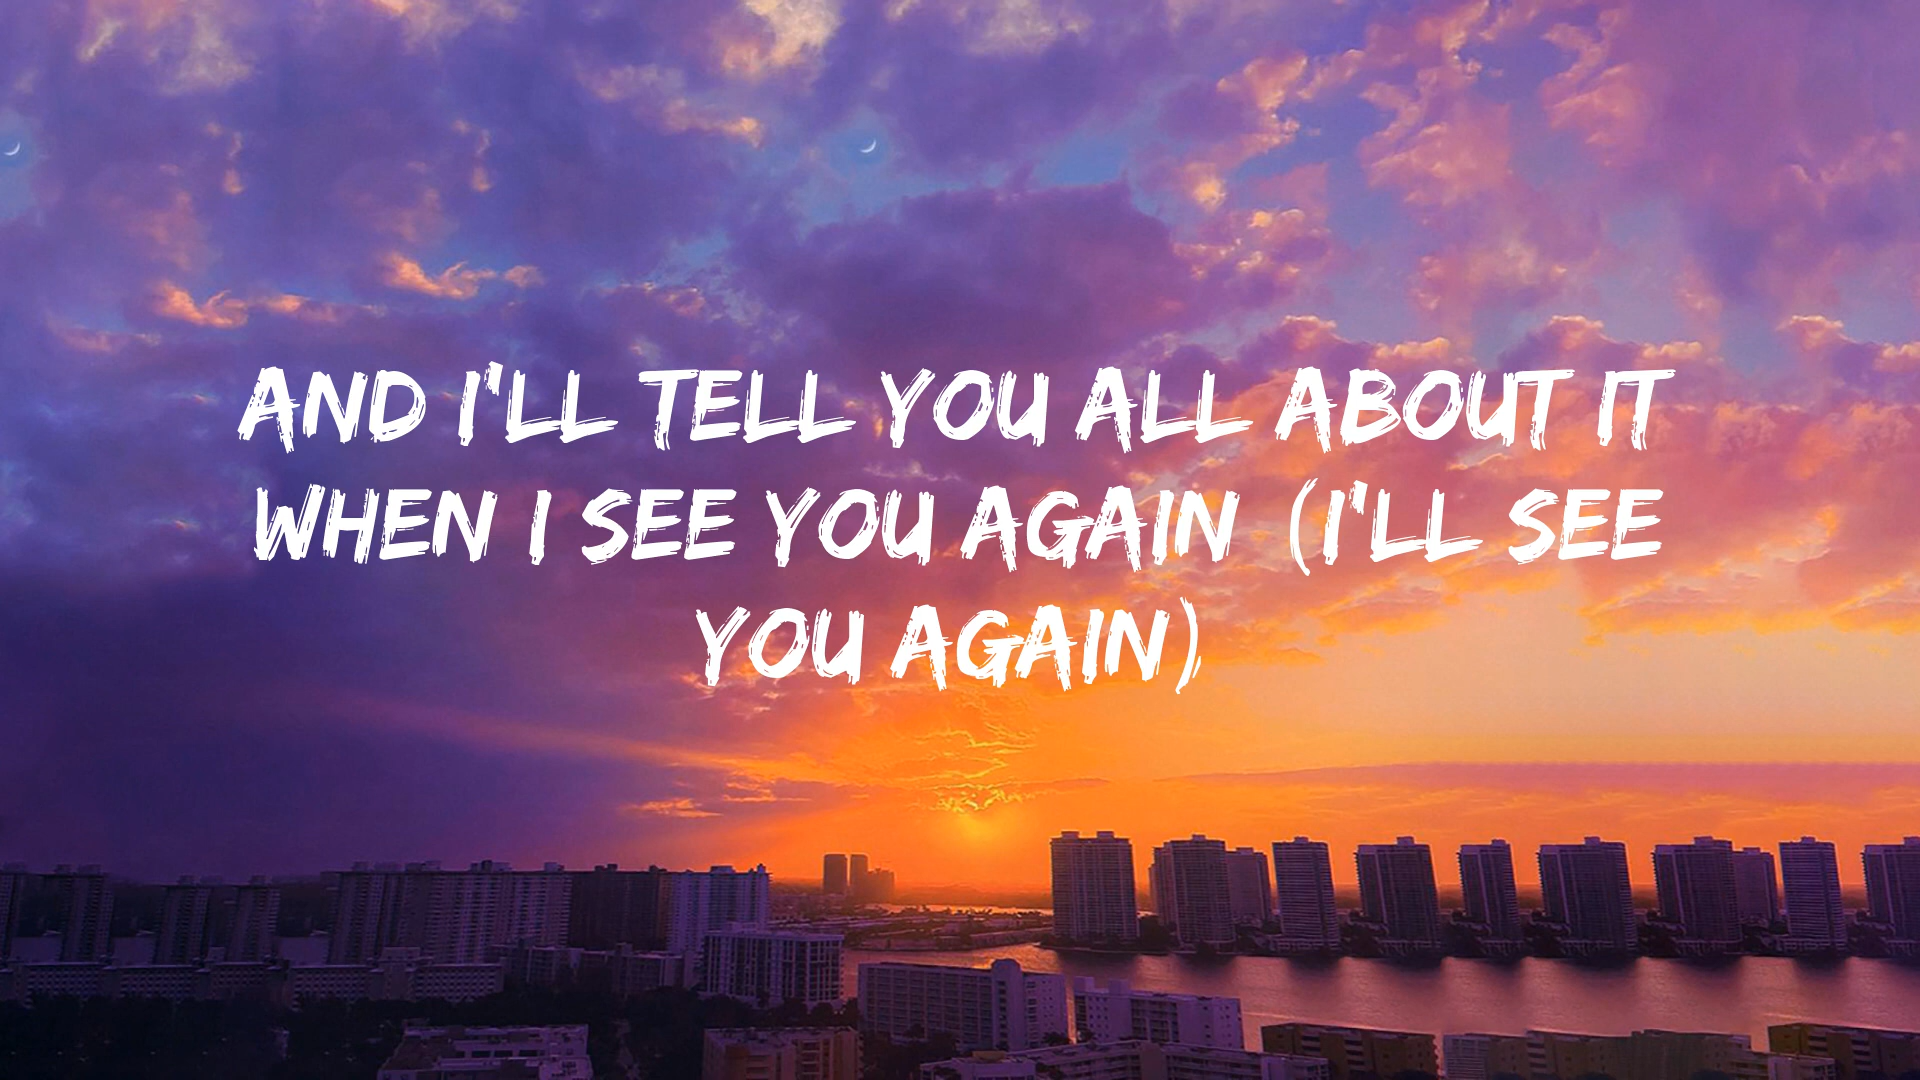 AND I'LL TELL YOU ALL ABOUT IT
WHEN I SEE YOU AGAIN (I'LL SEE
YOU AGAIN)